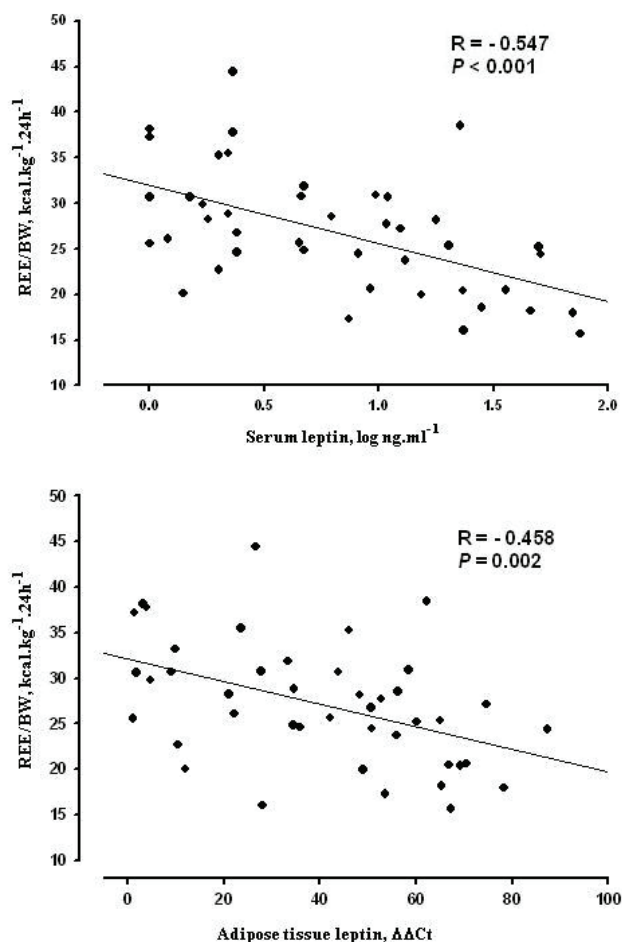 50
R = - 0.547
45
P < 0.001
40
35
30
25
20
15
10
REE/BW, kcal.kg⁻¹.24h⁻¹
0.0 0.5 1.0 1.5 2.0
Serum leptin, log ng.ml⁻¹
50
R = - 0.458
45
P = 0.002
40
35
30
25
20
15
10
REE/BW, kcal.kg⁻¹.24h⁻¹
0 20 40 60 80 100
Adipose tissue leptin, ΔΔCt